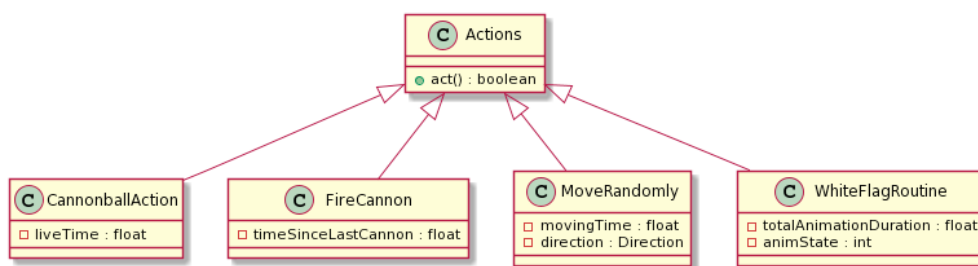 C Actions
act() : boolean
C CannonballAction
liveTime : float
C FireCannon
timeSinceLastCannon : float
C MoveRandomly
movingTime : float
direction : Direction
C WhiteFlagRoutine
totalAnimationDuration : float
animState : int